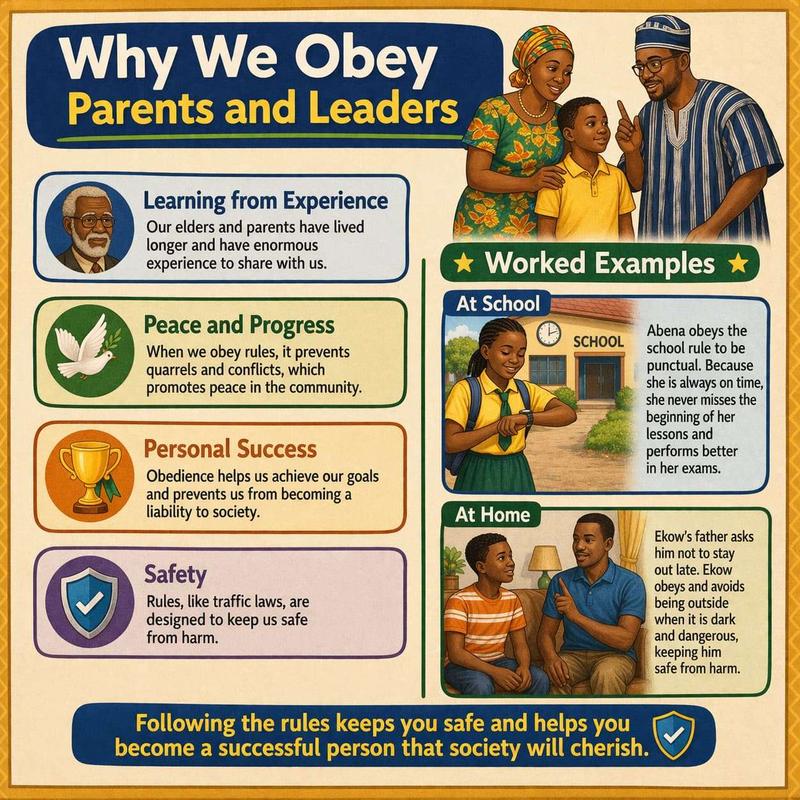 Why We Obey
Parents and Leaders
Learning from Experience
Our elders and parents have lived
longer and have enormous
experience to share with us.
Peace and Progress
When we obey rules, it prevents
quarrels and conflicts, which
promotes peace in the community.
Personal Success
Obedience helps us achieve our goals
and prevents us from becoming a
liability to society.
Safety
Rules, like traffic laws, are
designed to keep us safe
from harm.
Worked Examples
At School
SCHOOL
Abena obeys the
school rule to be
punctual. Because
she is always on time,
she never misses the
beginning of her
lessons and
performs better
in her exams.
At Home
Ekow's father asks
him not to stay
out late. Ekow
obeys and avoids
being outside
when it is dark
and dangerous,
keeping him
safe from harm.
Following the rules keeps you safe and helps you
become a successful person that society will cherish.